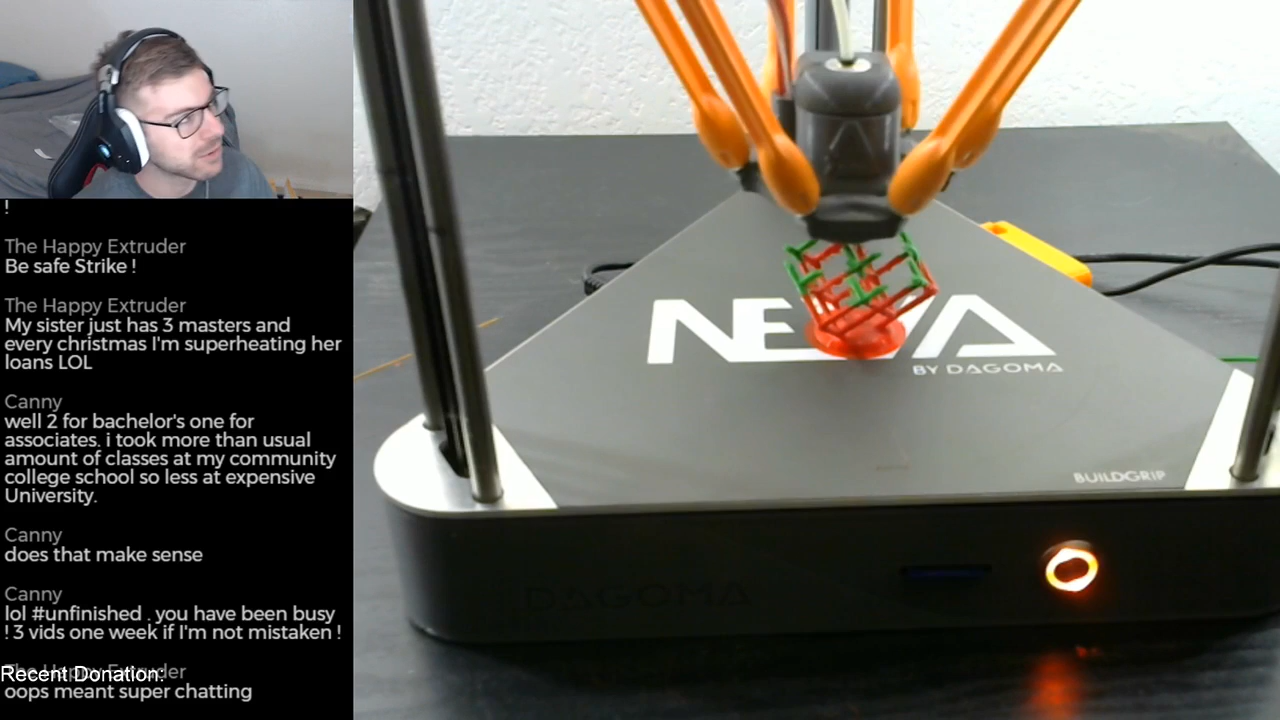 !
The Happy Extruder
Be safe Strike !
The Happy Extruder
My sister just has 3 masters and
every christmas I'm superheating her
loans LOL
Canny
well 2 for bachelor's one for
associates. i took more than usual
amount of classes at my community
college school so less at expensive
University.
Canny
does that make sense
Canny
lol #unfinished . you have been busy
! 3 vids one week if I'm not mistaken !
The Happy Extruder
Recent Donation:
oops meant super chatting
NEVA
BY DAGOMA
BUILDGRIP
DAGOMA